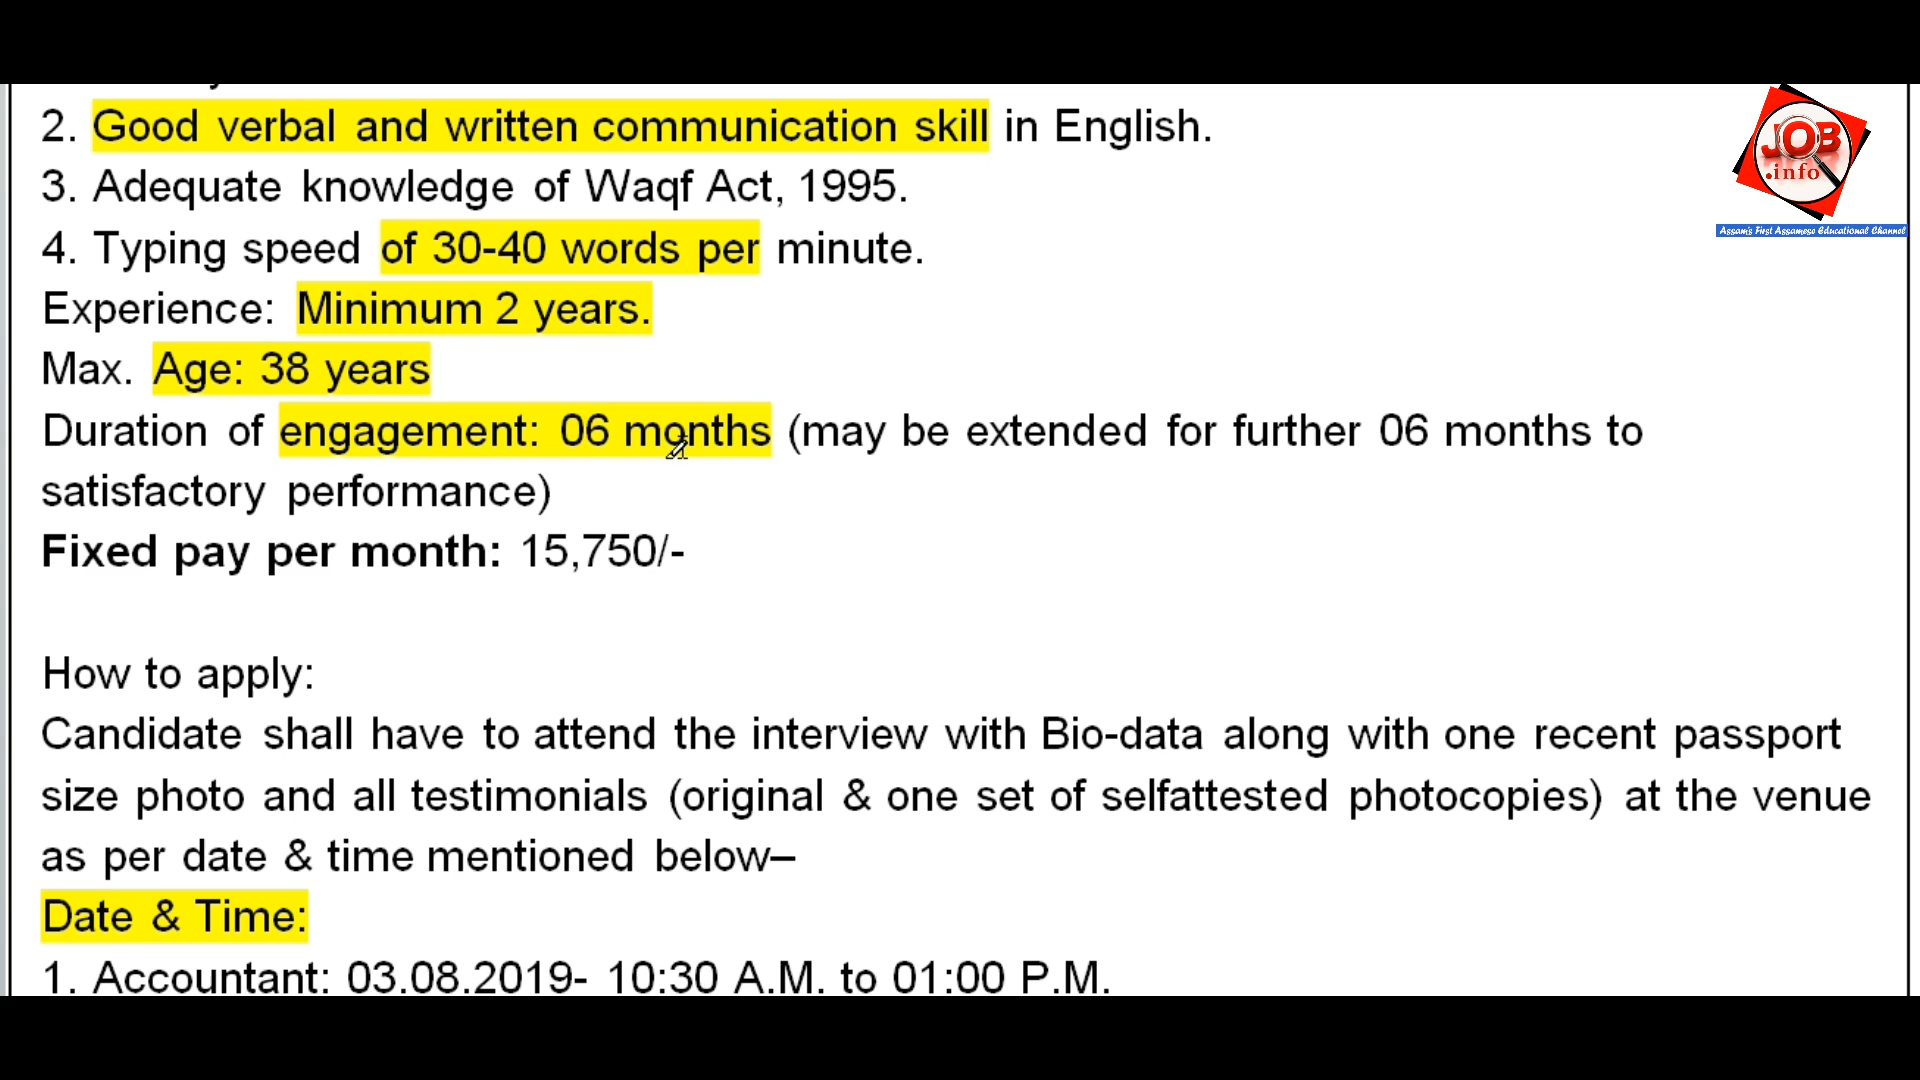 2. Good verbal and written communication skill in English.
3. Adequate knowledge of Waqf Act, 1995.
4. Typing speed of 30-40 words per minute.
Experience: Minimum 2 years.
Max. Age: 38 years
Duration of engagement: 06 months (may be extended for further 06 months to
satisfactory performance)
Fixed pay per month: 15,750/-
How to apply:
Candidate shall have to attend the interview with Bio-data along with one recent passport
size photo and all testimonials (original & one set of selfattested photocopies) at the venue
as per date & time mentioned below–
Date & Time:
1. Accountant: 03.08.2019- 10:30 A.M. to 01:00 P.M.
JOB
.info
Assam's First Assamese Educational Channel